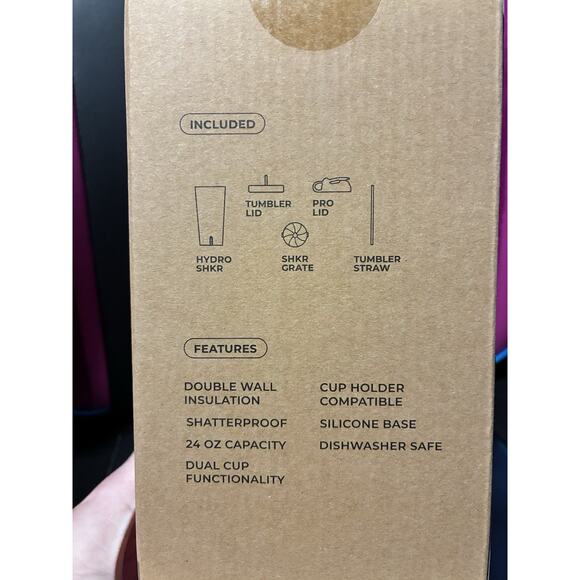 INCLUDED
TUMBLER
LID
PRO
LID
HYDRO
SHKR
SHKR
GRATE
TUMBLER
STRAW
FEATURES
DOUBLE WALL
INSULATION
SHATTERPROOF
24 OZ CAPACITY
DUAL CUP
FUNCTIONALITY
CUP HOLDER
COMPATIBLE
SILICONE BASE
DISHWASHER SAFE